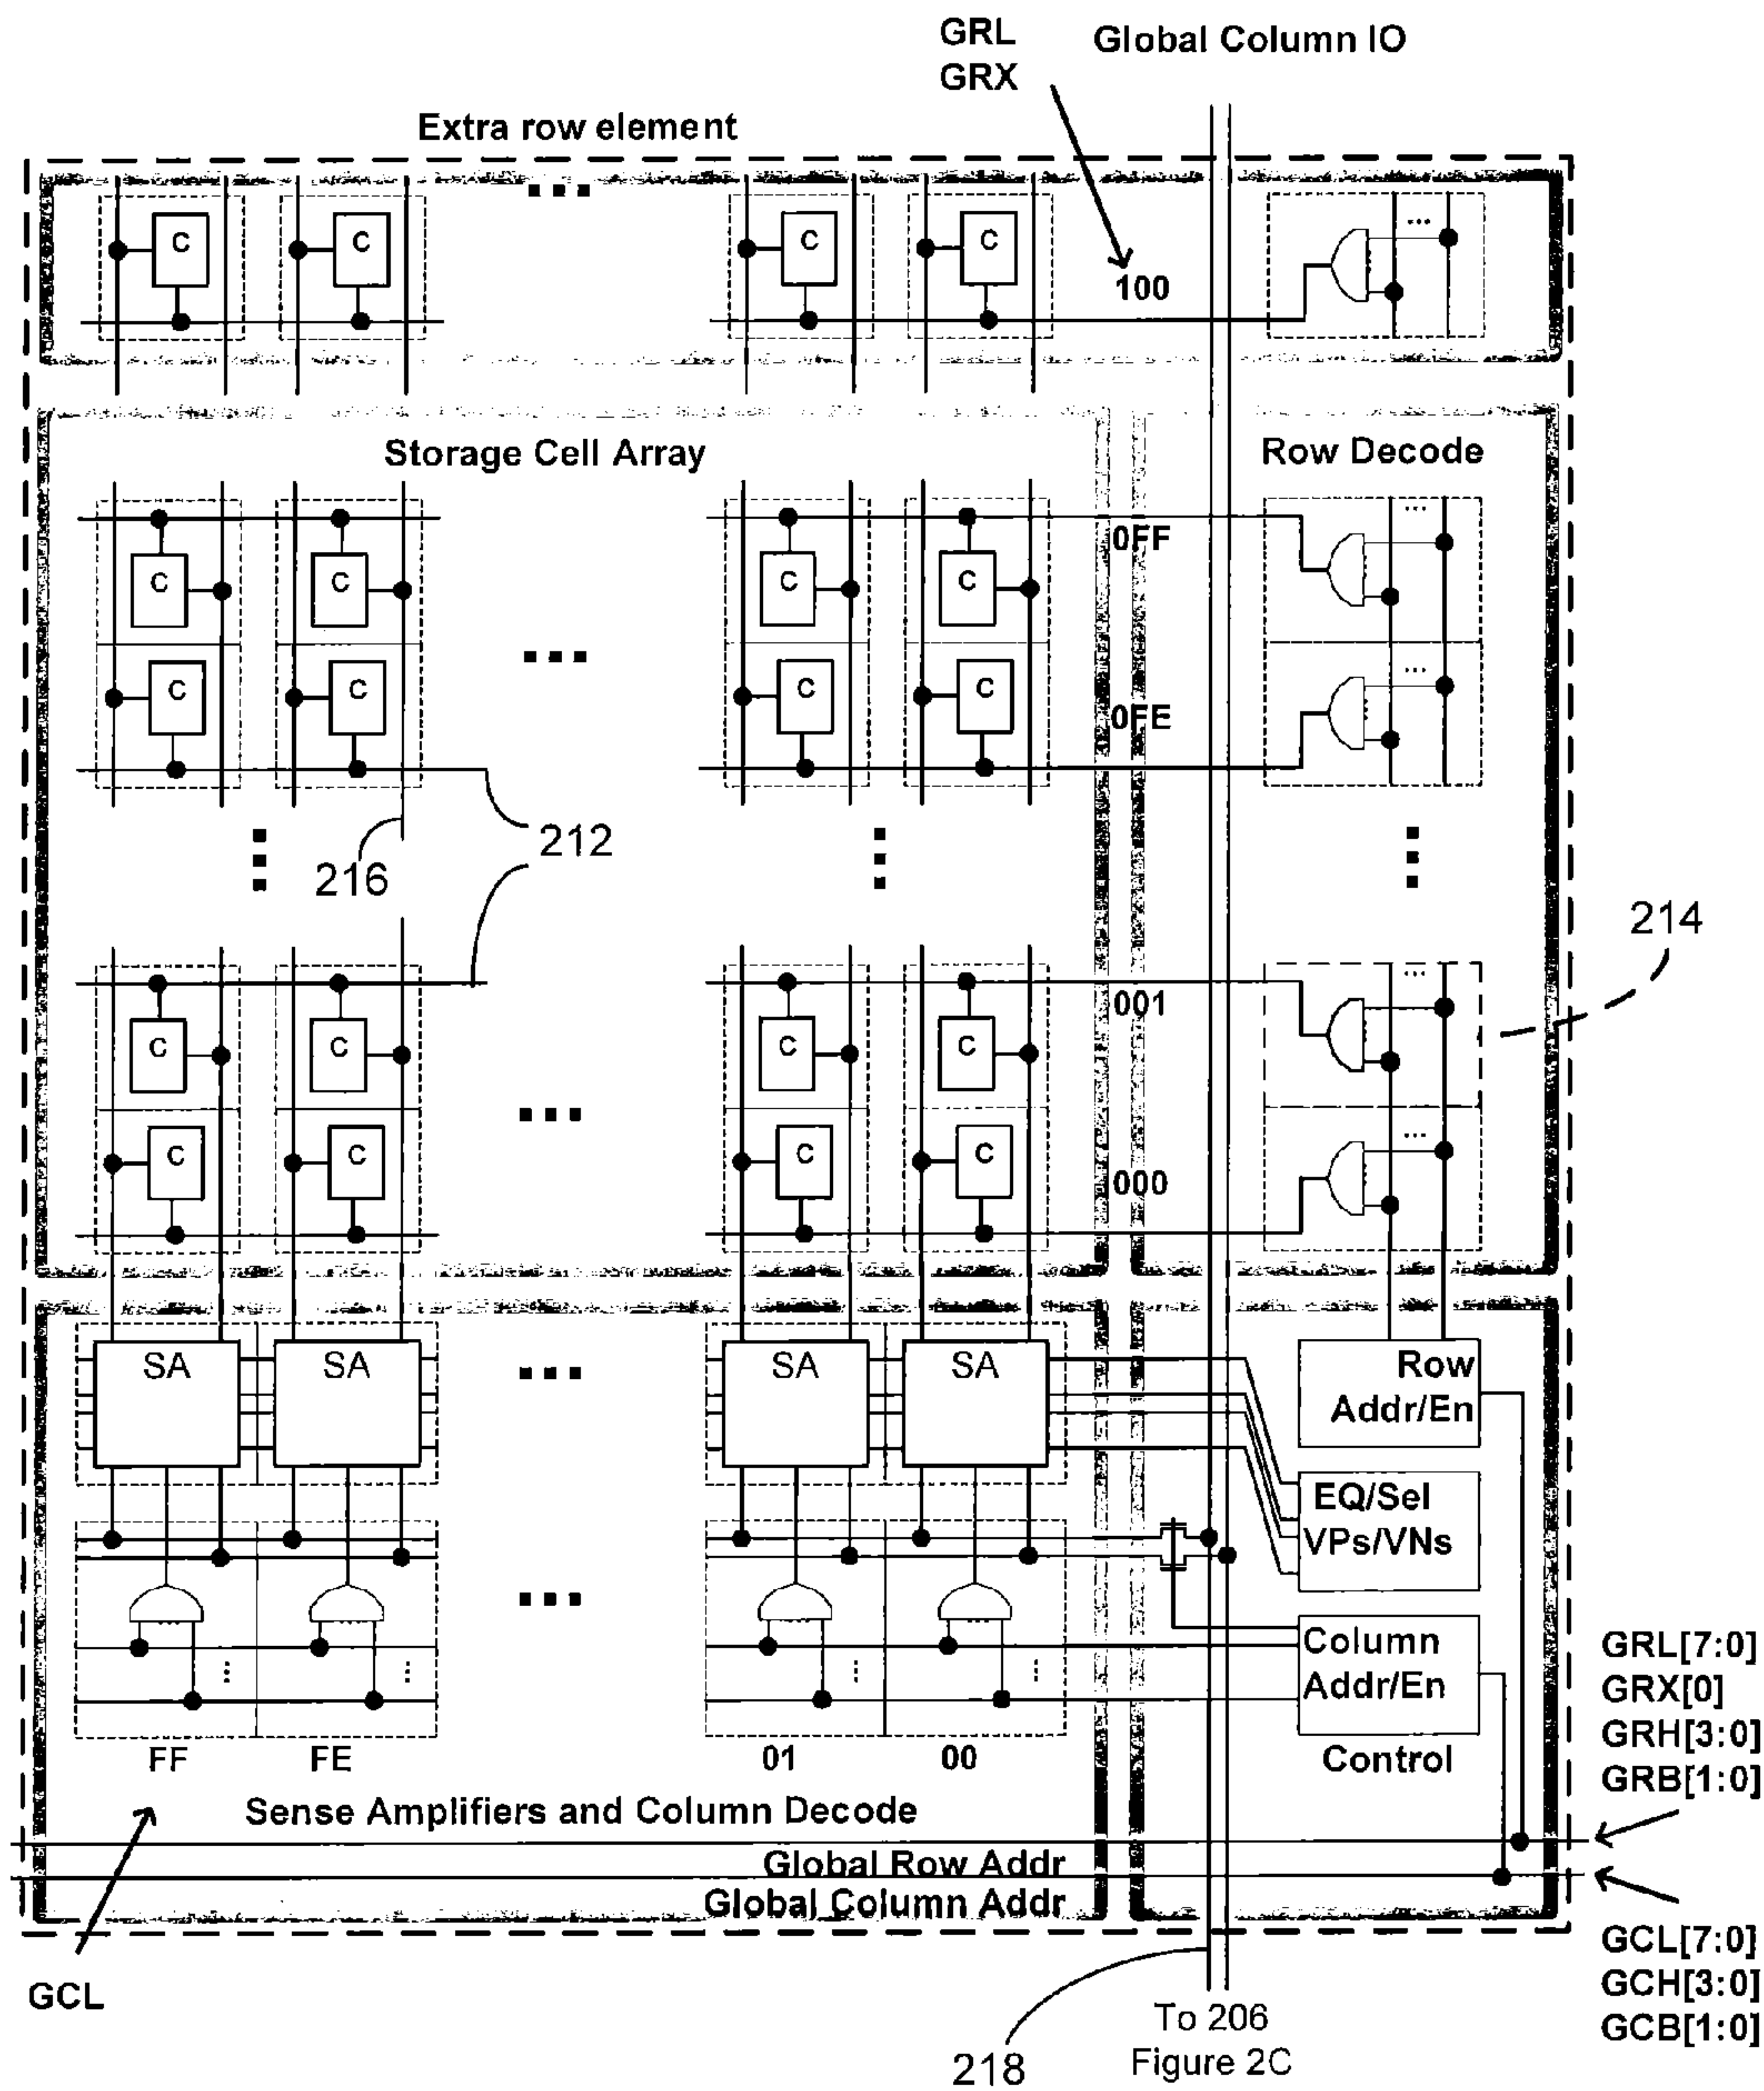 GRL
GRX
Global Column IO
Extra row element
C C C C
100
Storage Cell Array
Row Decode
0FF
C C C C
C C C C
0FE
212
216
214
001
C C C C
C C C C
000
SA SA SA SA
Row
Addr/En
EQ/Sel
VPs/VNs
Column
Addr/En
Control
FF FE 01 00
Sense Amplifiers and Column Decode
Global Row Addr
Global Column Addr
GRL[7:0]
GRX[0]
GRH[3:0]
GRB[1:0]
GCL[7:0]
GCH[3:0]
GCB[1:0]
GCL
218
To 206
Figure 2C